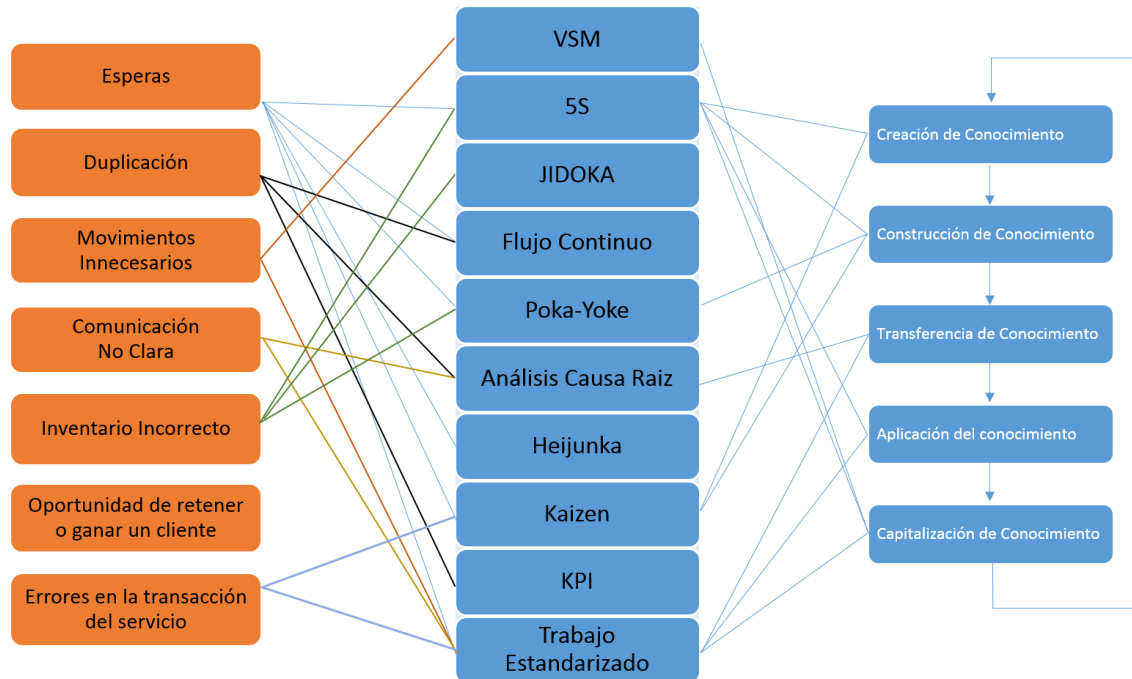 Esperas
Duplicación
Movimientos
Innecesarios
Comunicación
No Clara
Inventario Incorrecto
Oportunidad de retener
o ganar un cliente
Errores en la transacción
del servicio
VSM
5S
JIDOKA
Flujo Continuo
Poka-Yoke
Análisis Causa Raiz
Heijunka
Kaizen
KPI
Trabajo
Estandarizado
Creación de Conocimiento
Construcción de Conocimiento
Transferencia de Conocimiento
Aplicación del conocimiento
Capitalización de Conocimiento